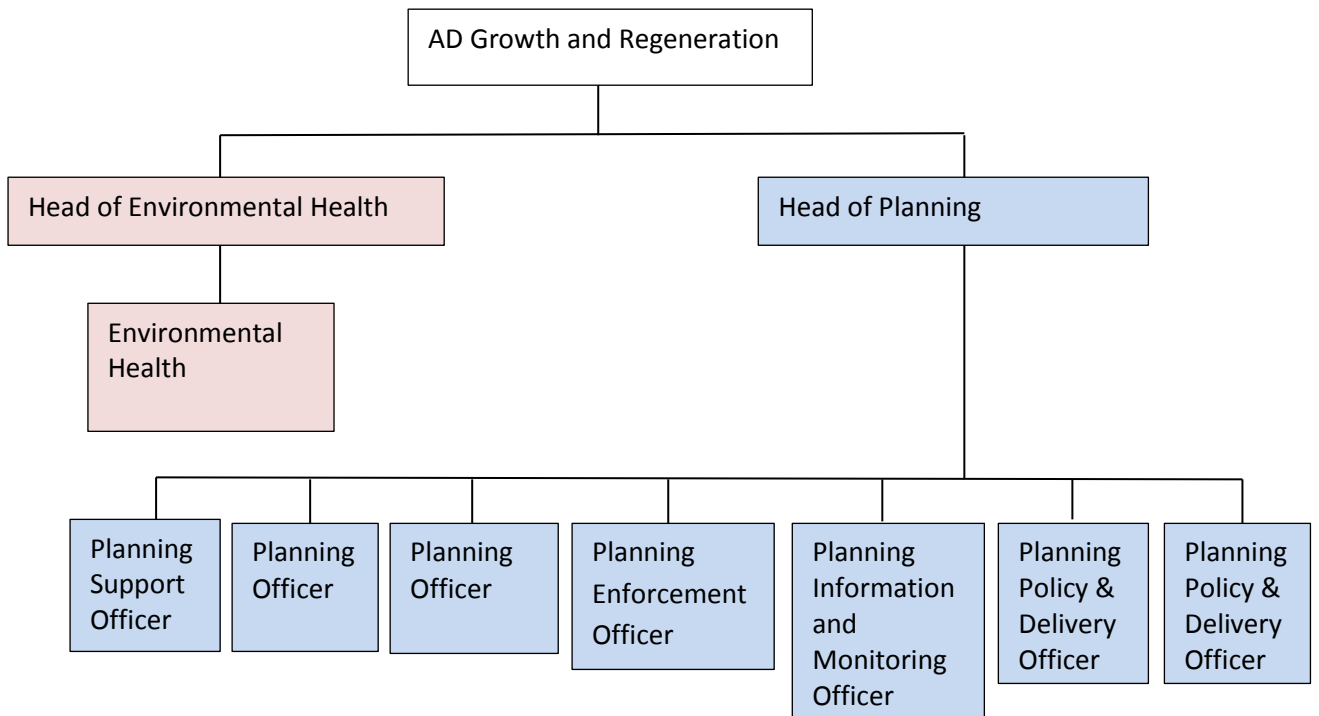 AD Growth and Regeneration
Head of Environmental Health
Head of Planning
Environmental
Health
Planning
Support
Officer
Planning
Officer
Planning
Officer
Planning
Enforcement
Officer
Planning
Information
and
Monitoring
Officer
Planning
Policy &
Delivery
Officer
Planning
Policy &
Delivery
Officer